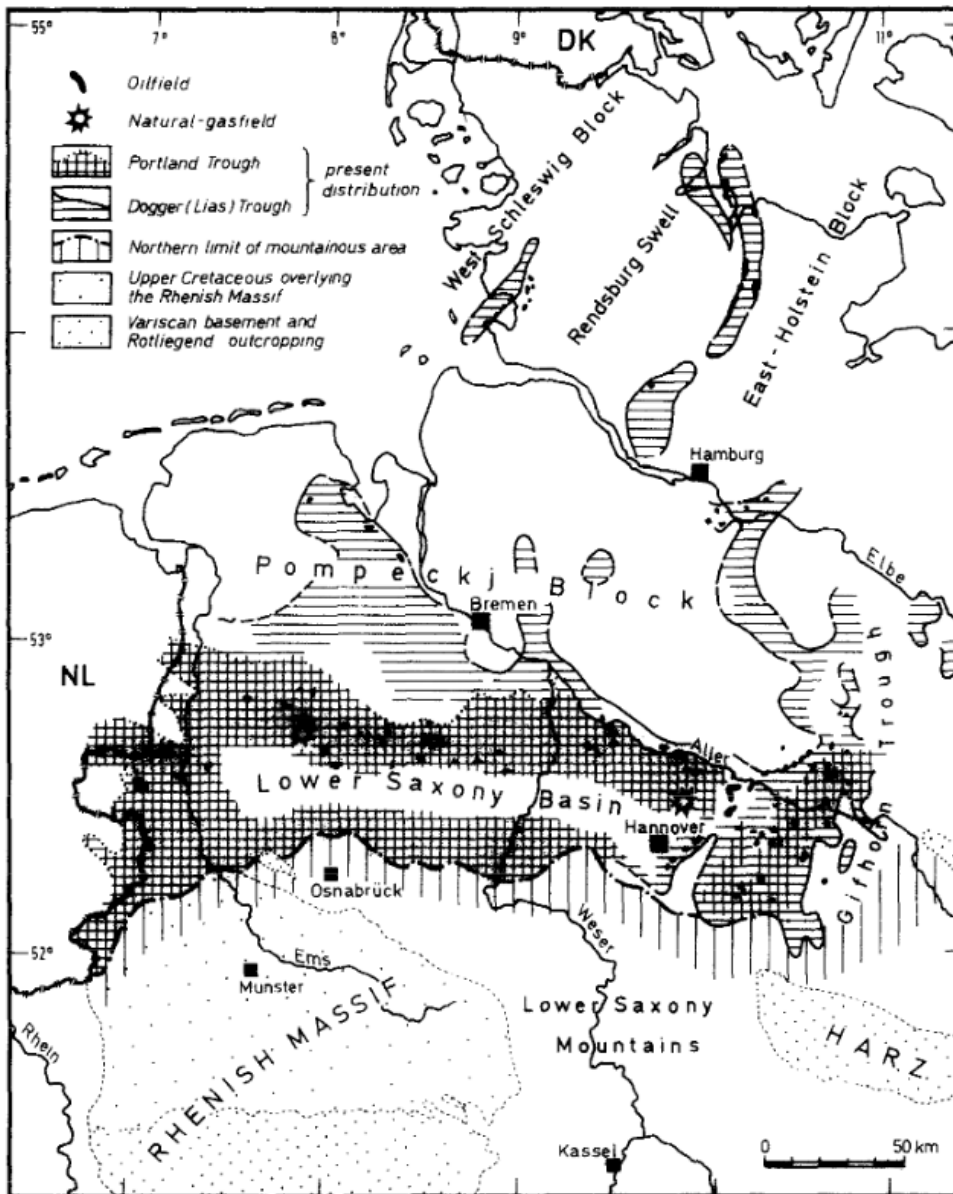 55°
7°
8°
9°
11°
DK
Oilfield
Natural-gasfield
Portland Trough
present
distribution
Dogger (Lias) Trough
Northern limit of mountainous area
Upper Cretaceous overlying
the Rhenish Massif
Variscan basement and
Rotliegend outcropping
West Schleswig Block
Rendsburg Swell
East-Holstein Block
Hamburg
Elbe
Pompeckj Block
Bremen
53°
NL
Aller
Lower Saxony Basin
Hannover
Gifhorn Trough
Osnabrück
Weser
52°
Ems
Munster
RHENISH MASSIF
Lower Saxony
Mountains
HARZ
Rhein
Kassel
0 50 km